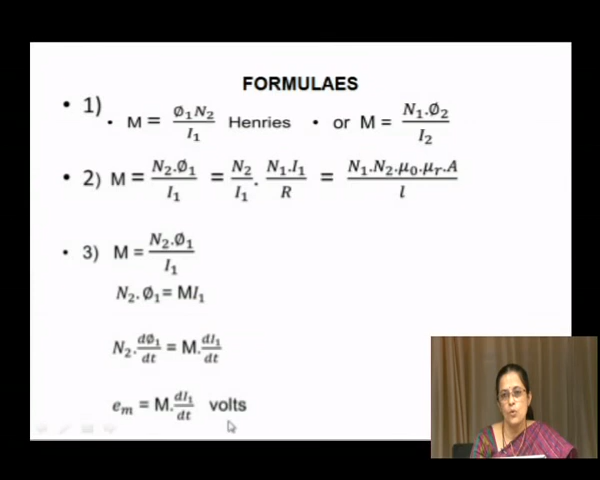 FORMULAES
• 1) • M = Ø₁N₂/I₁ Henries • or M = N₁.Ø₂/I₂
• 2) M = N₂.Ø₁/I₁ = N₂/I₁ . N₁.I₁/R = N₁.N₂.μ₀.μᵣ.A/l
• 3) M = N₂.Ø₁/I₁
N₂.Ø₁= MI₁
N₂.dØ₁/dt = M.dI₁/dt
eₘ = M.dI₁/dt volts